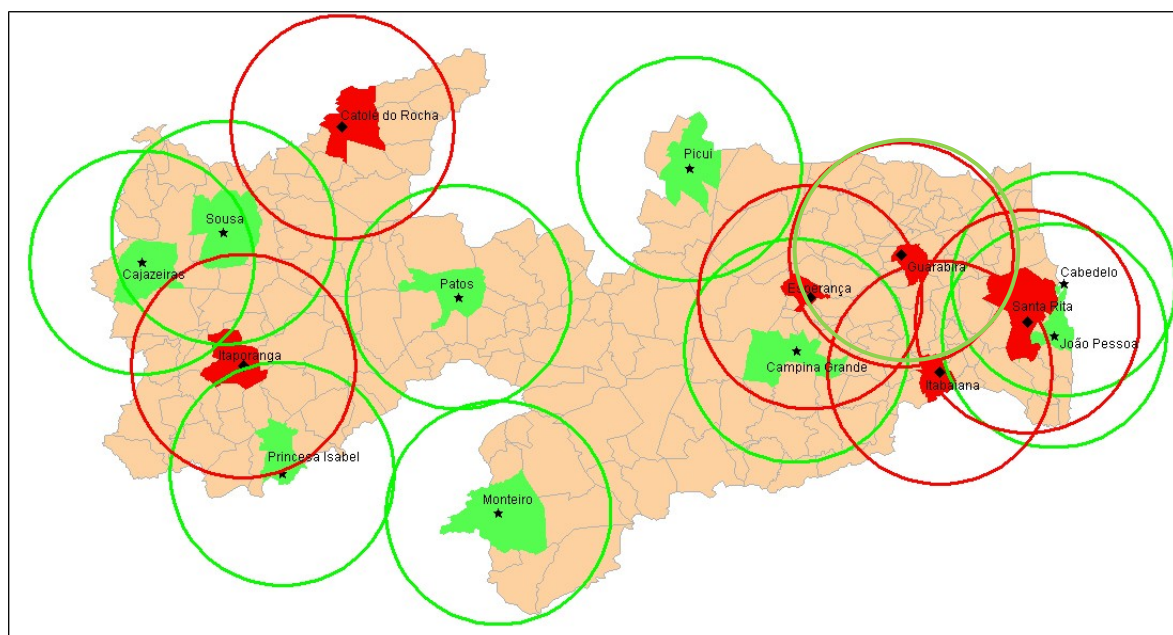 Catolé do Rocha
Picuí
Sousa
Cajazeiras
Guarabira
Patos
Esperança
Cabedelo
Santa Rita
João Pessoa
Itaporanga
Campina Grande
Itabaiana
Princesa Isabel
Monteiro